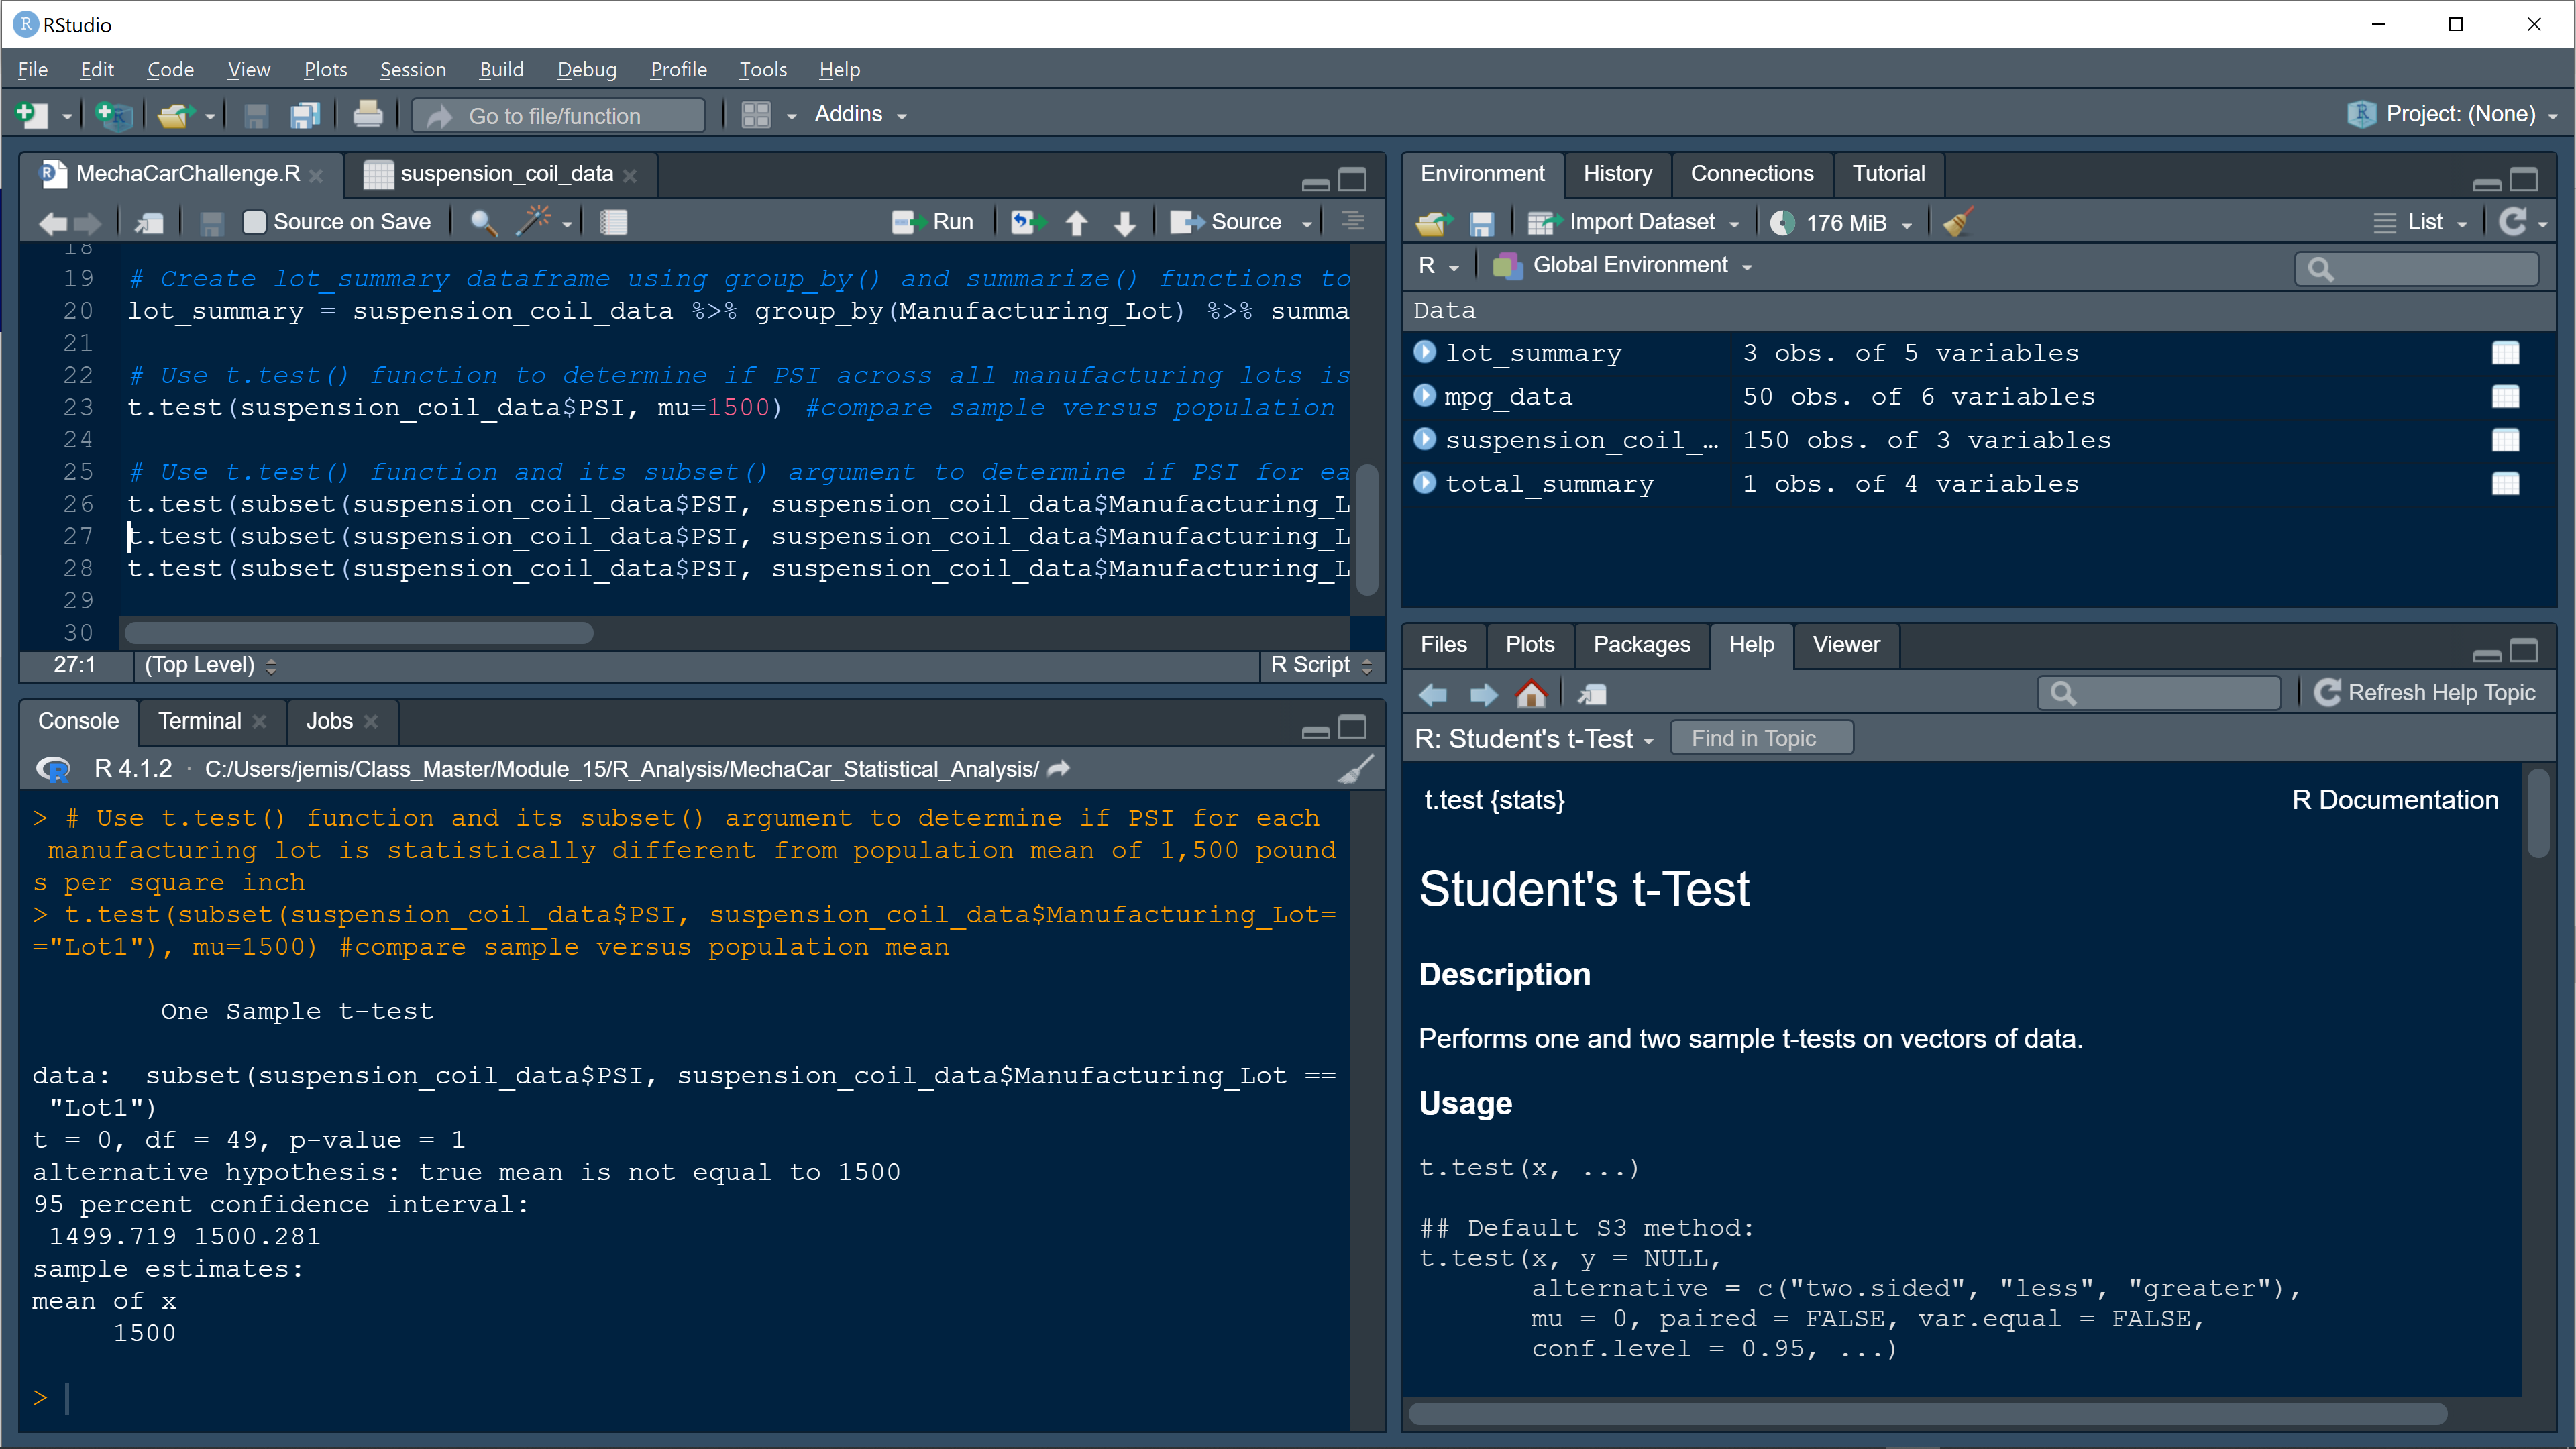 RStudio
File Edit Code View Plots Session Build Debug Profile Tools Help
Go to file/function Addins Project: (None)
MechaCarChallenge.R suspension_coil_data
Source on Save Run Source
18
19 # Create lot_summary dataframe using group_by() and summarize() functions to
20 lot_summary = suspension_coil_data %>% group_by(Manufacturing_Lot) %>% summa
21
22 # Use t.test() function to determine if PSI across all manufacturing lots is
23 t.test(suspension_coil_data$PSI, mu=1500) #compare sample versus population
24
25 # Use t.test() function and its subset() argument to determine if PSI for ea
26 t.test(subset(suspension_coil_data$PSI, suspension_coil_data$Manufacturing_L
27 t.test(subset(suspension_coil_data$PSI, suspension_coil_data$Manufacturing_L
28 t.test(subset(suspension_coil_data$PSI, suspension_coil_data$Manufacturing_L
29
30
27:1 (Top Level) R Script
Console Terminal Jobs
R 4.1.2 · C:/Users/jemis/Class_Master/Module_15/R_Analysis/MechaCar_Statistical_Analysis/
> # Use t.test() function and its subset() argument to determine if PSI for each
manufacturing lot is statistically different from population mean of 1,500 pound
s per square inch
> t.test(subset(suspension_coil_data$PSI, suspension_coil_data$Manufacturing_Lot=
="Lot1"), mu=1500) #compare sample versus population mean
One Sample t-test
data: subset(suspension_coil_data$PSI, suspension_coil_data$Manufacturing_Lot ==
"Lot1")
t = 0, df = 49, p-value = 1
alternative hypothesis: true mean is not equal to 1500
95 percent confidence interval:
1499.719 1500.281
sample estimates:
mean of x
1500
>
Environment History Connections Tutorial
Import Dataset 176 MiB List
R Global Environment
Data
lot_summary 3 obs. of 5 variables
mpg_data 50 obs. of 6 variables
suspension_coil_… 150 obs. of 3 variables
total_summary 1 obs. of 4 variables
Files Plots Packages Help Viewer
Refresh Help Topic
R: Student's t-Test Find in Topic
t.test {stats} R Documentation
Student's t-Test
Description
Performs one and two sample t-tests on vectors of data.
Usage
t.test(x, ...)
## Default S3 method:
t.test(x, y = NULL,
alternative = c("two.sided", "less", "greater"),
mu = 0, paired = FALSE, var.equal = FALSE,
conf.level = 0.95, ...)